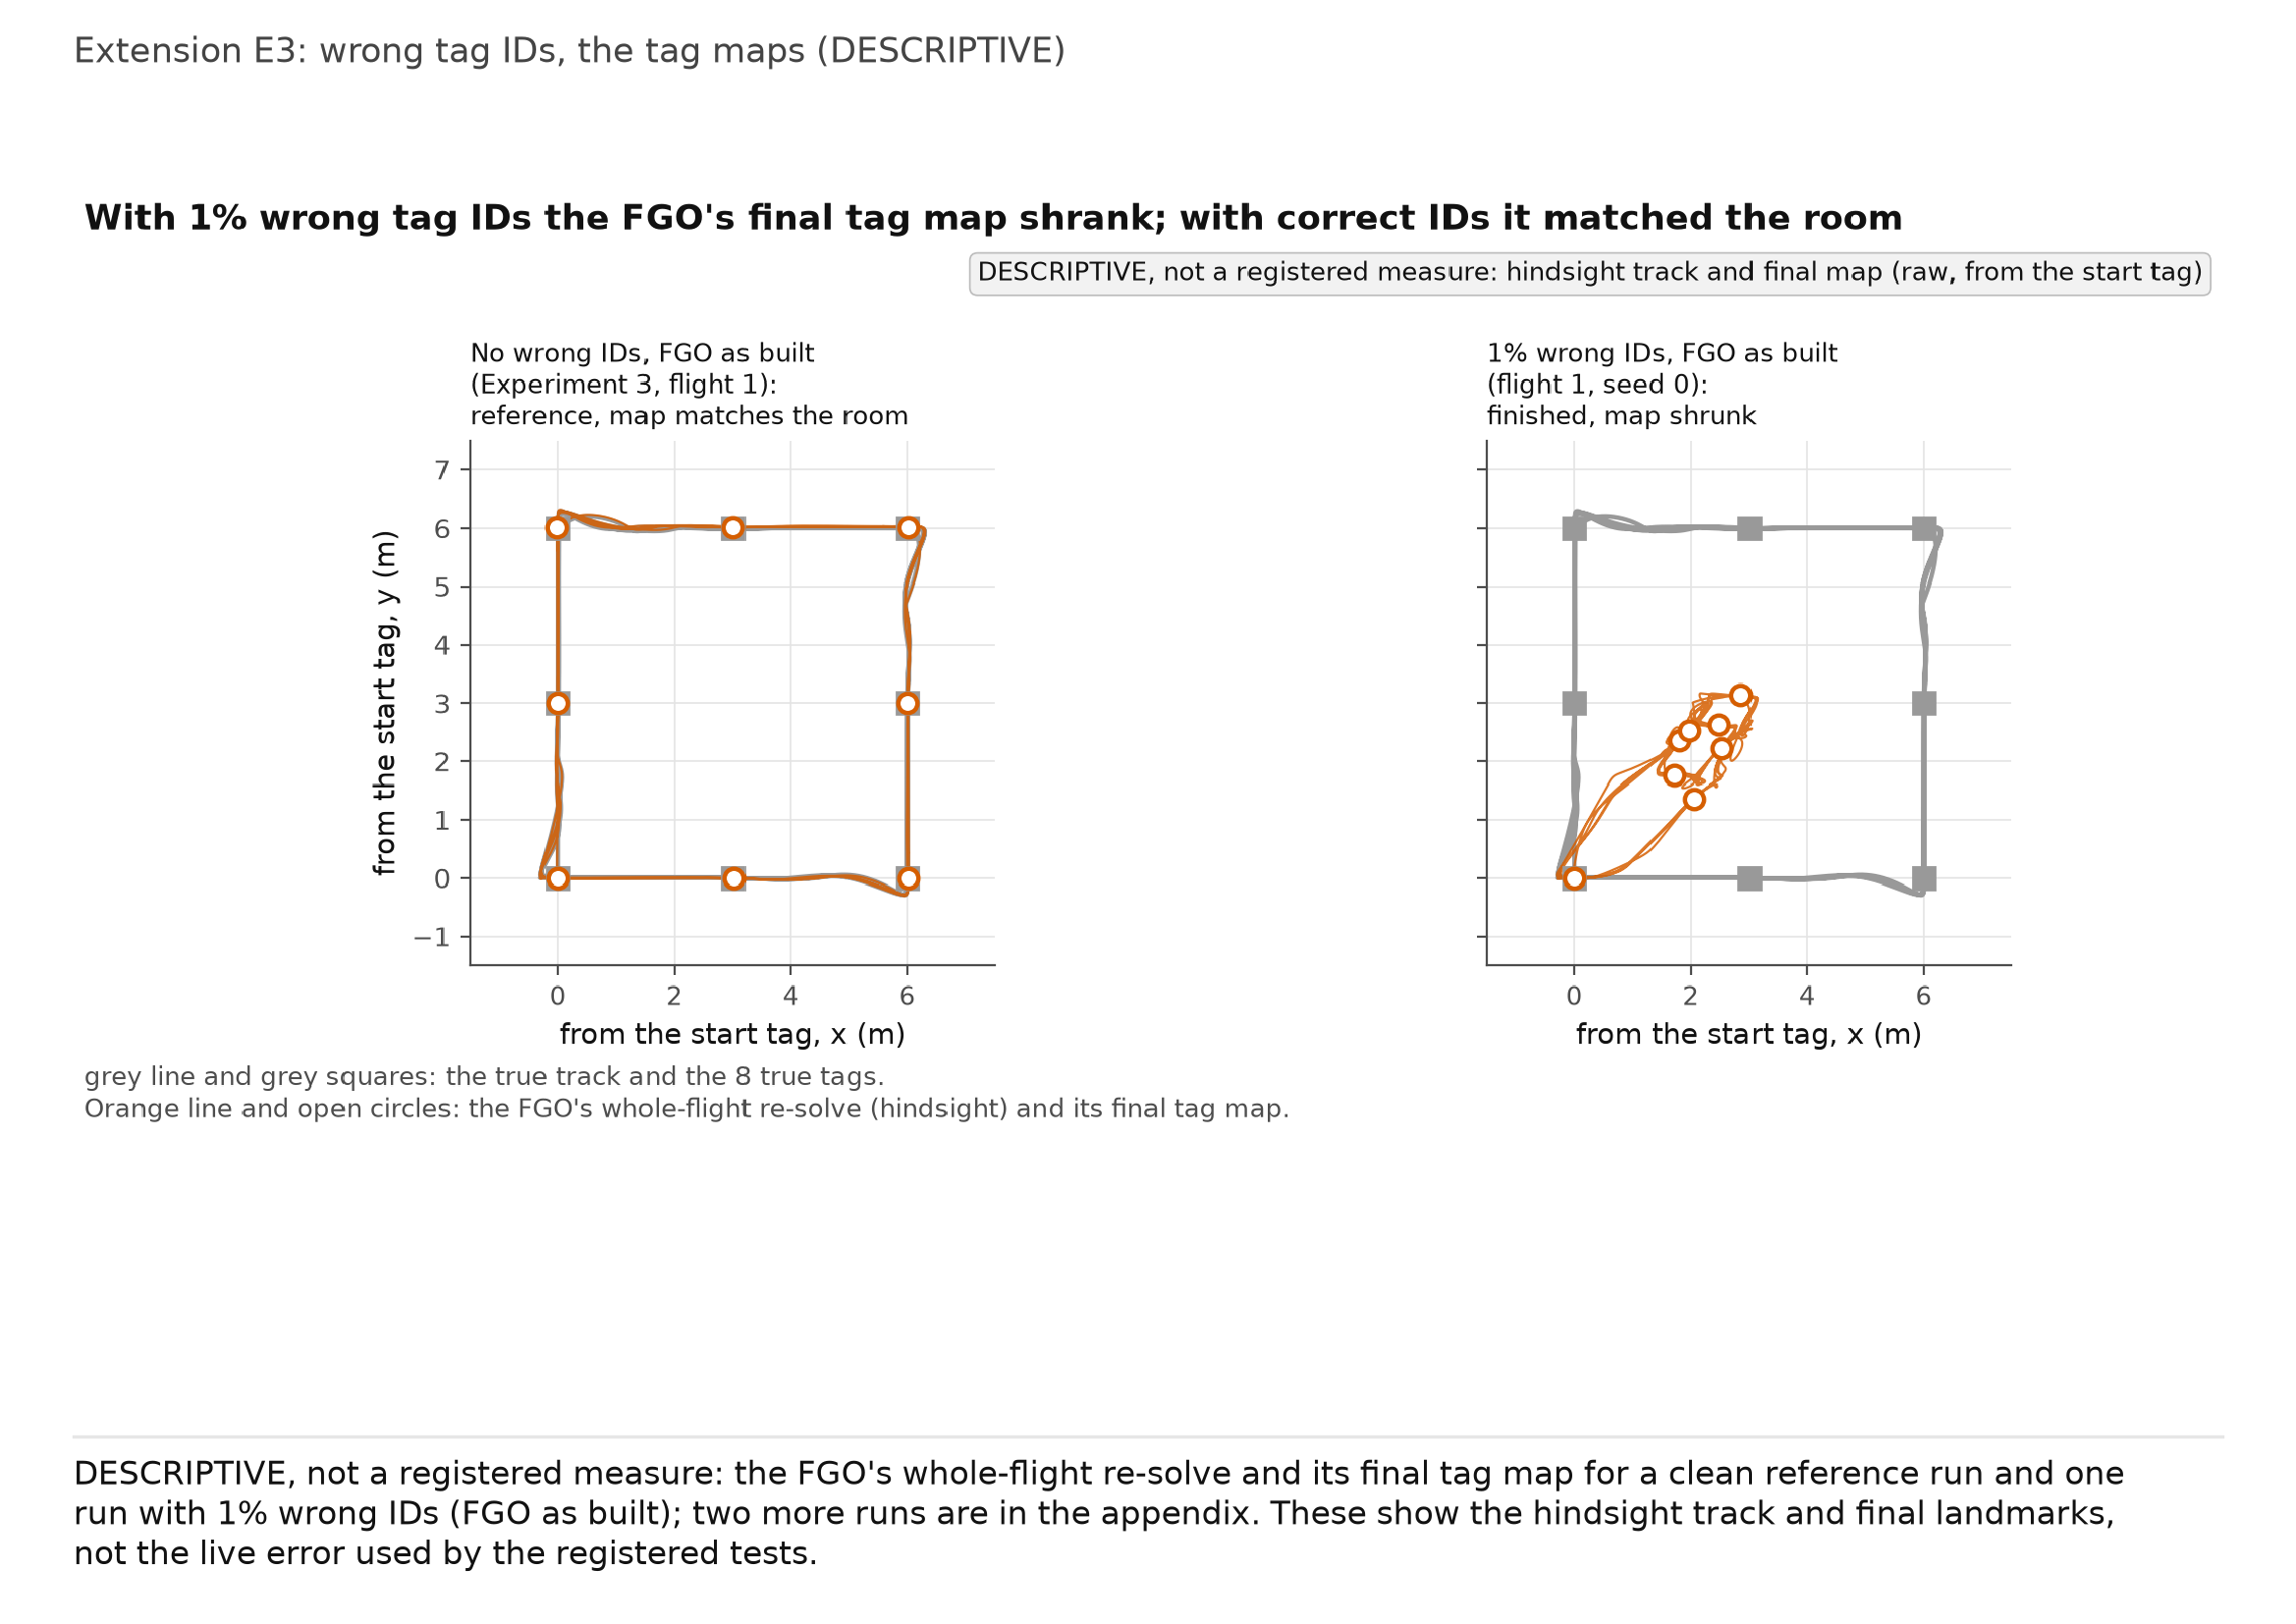 Extension E3: wrong tag IDs, the tag maps (DESCRIPTIVE)
With 1% wrong tag IDs the FGO's final tag map shrank; with correct IDs it matched the room
DESCRIPTIVE, not a registered measure: hindsight track and final map (raw, from the start tag)
No wrong IDs, FGO as built
(Experiment 3, flight 1):
reference, map matches the room
7
6
5
4
3
2
1
0
−1
from the start tag, y (m)
0 2 4 6
from the start tag, x (m)
1% wrong IDs, FGO as built
(flight 1, seed 0):
finished, map shrunk
0 2 4 6
from the start tag, x (m)
grey line and grey squares: the true track and the 8 true tags.
Orange line and open circles: the FGO's whole-flight re-solve (hindsight) and its final tag map.
DESCRIPTIVE, not a registered measure: the FGO's whole-flight re-solve and its final tag map for a clean reference run and one
run with 1% wrong IDs (FGO as built); two more runs are in the appendix. These show the hindsight track and final landmarks,
not the live error used by the registered tests.